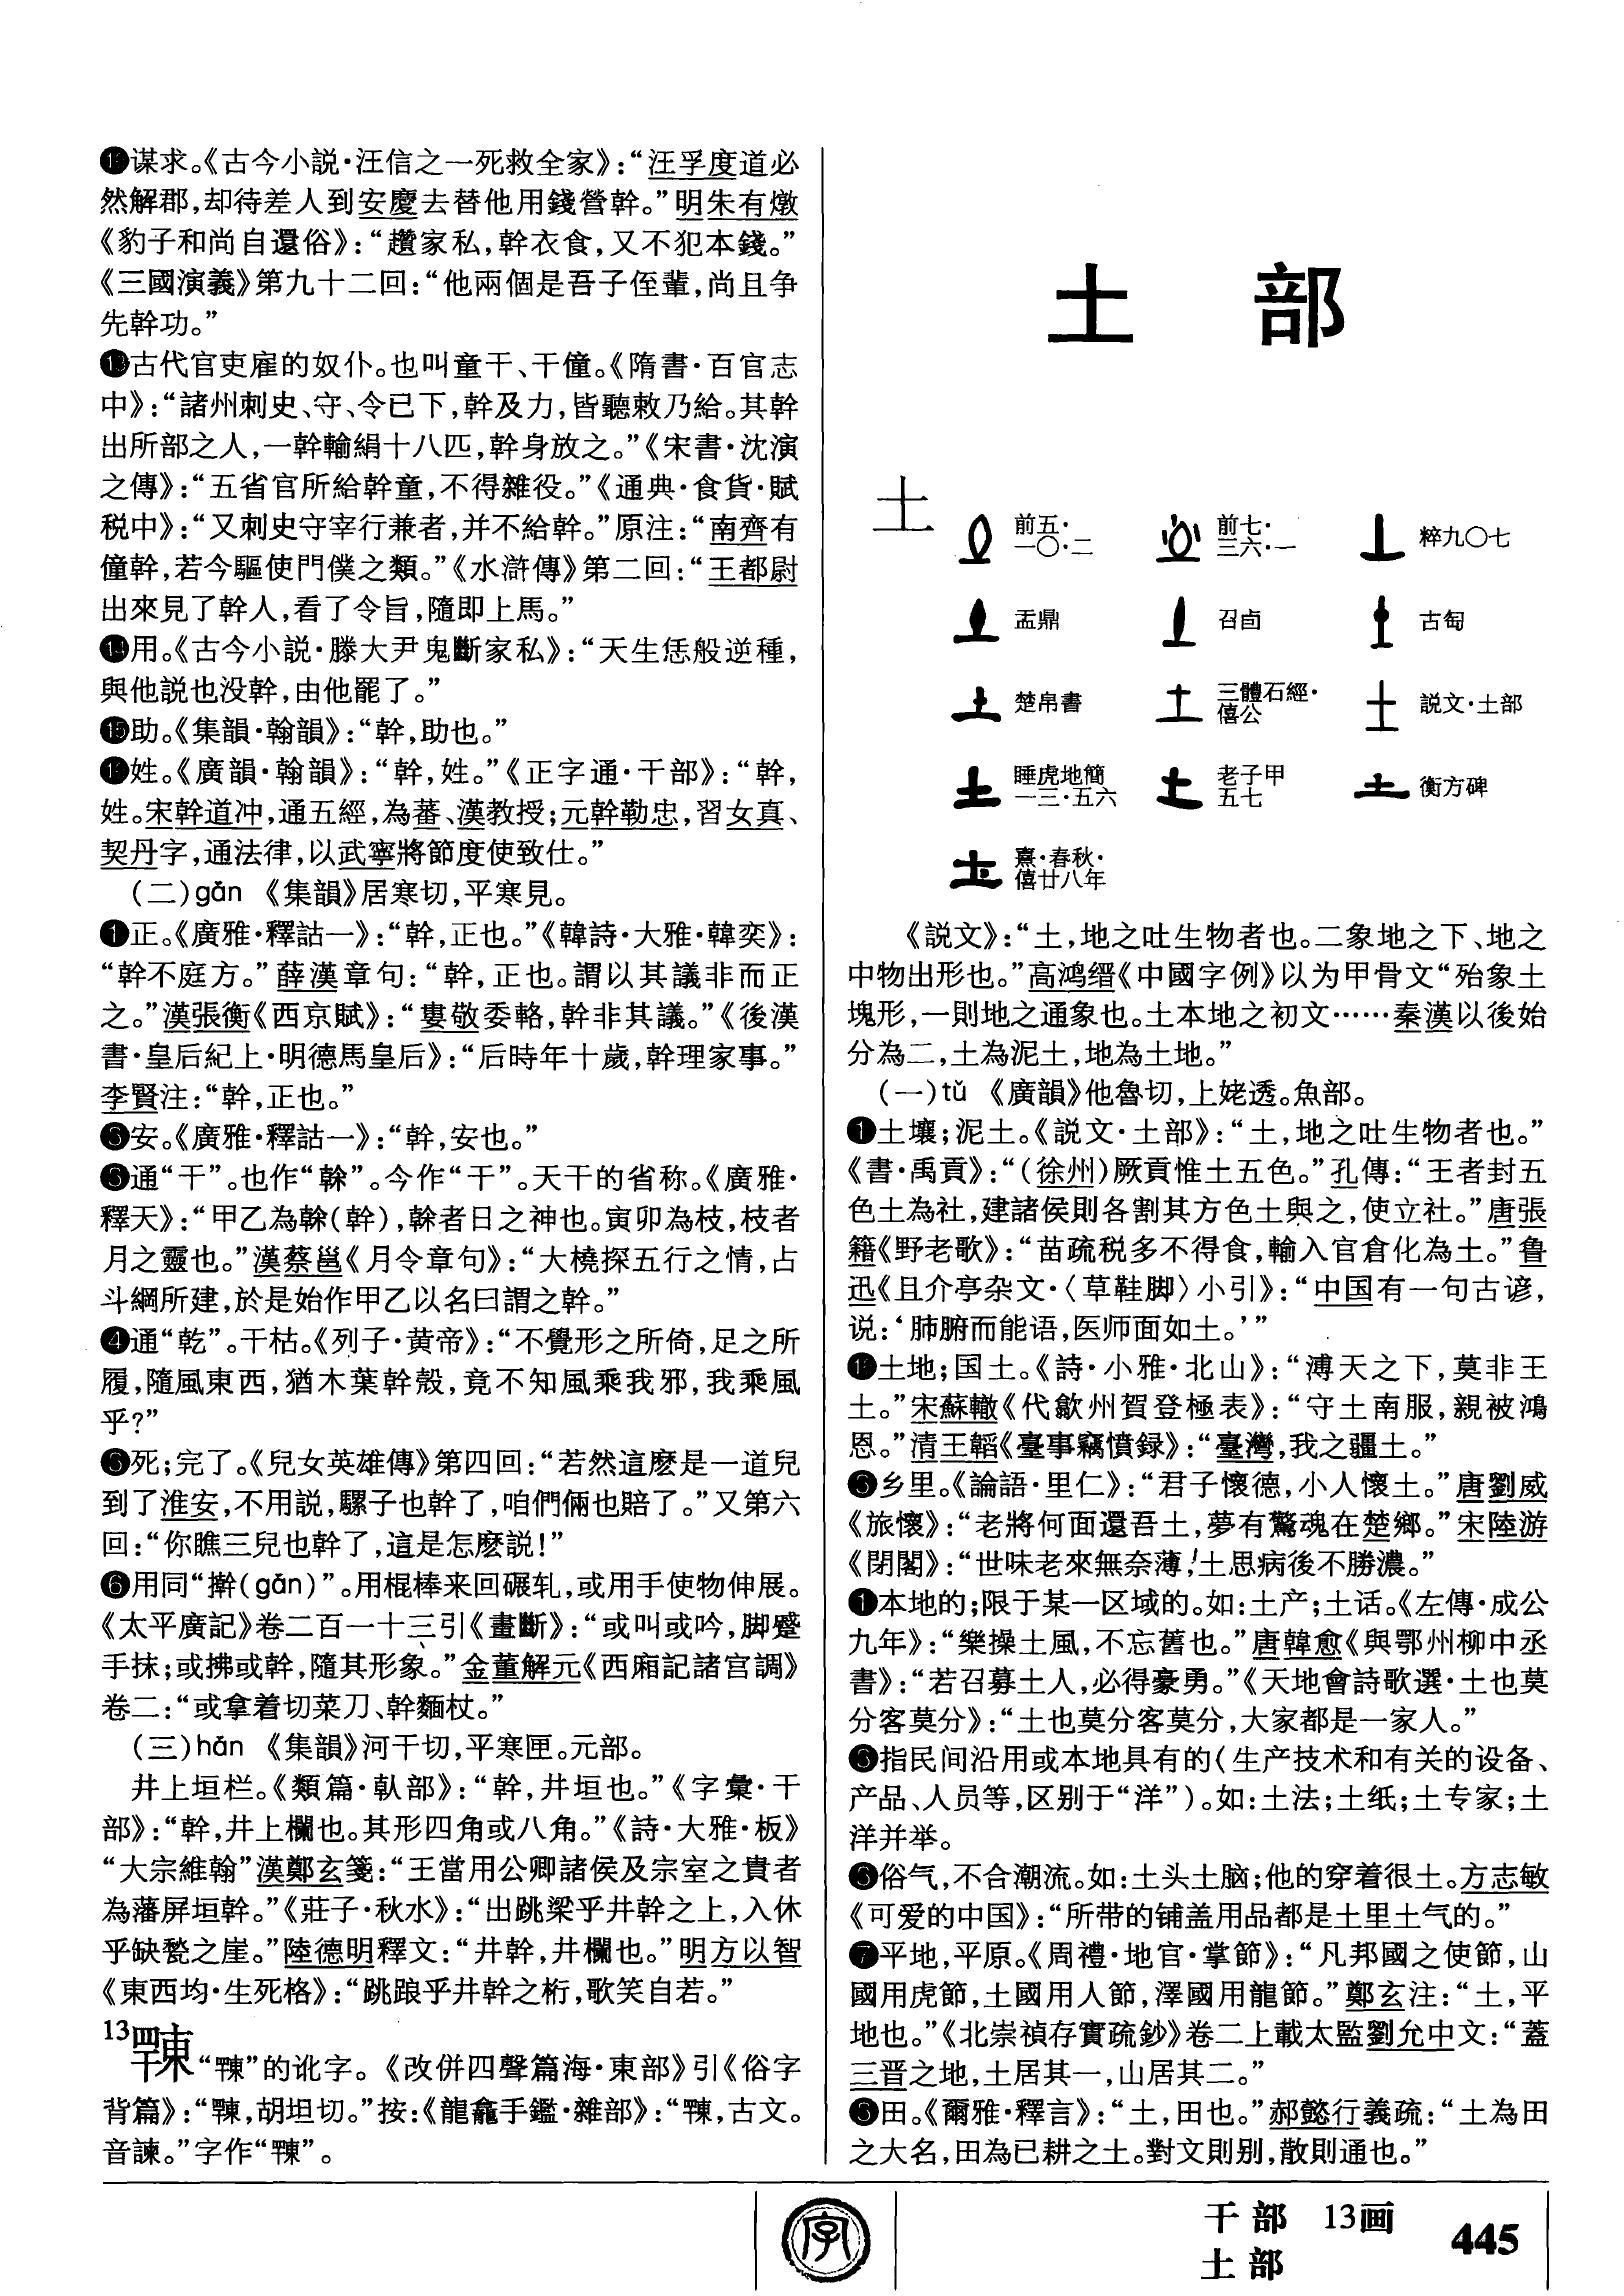 ⓬谋求。《古今小説·汪信之一死救全家》：“汪孚度道必
然解郡，却待差人到安慶去替他用錢營幹。”明朱有燉
《豹子和尚自還俗》：“趲家私，幹衣食，又不犯本錢。”
《三國演義》第九十二回：“他兩個是吾子侄輩，尚且争
先幹功。”
⓭古代官吏雇的奴仆。也叫童干、干僮。《隋書·百官志
中》：“諸州刺史、守、令已下，幹及力，皆聽敕乃給。其幹
出所部之人，一幹輸絹十八匹，幹身放之。”《宋書·沈演
之傳》：“五省官所給幹童，不得雜役。”《通典·食貨·賦
税中》：“又刺史守宰行兼者，并不給幹。”原注：“南齊有
僮幹，若今驅使門僕之類。”《水滸傳》第二回：“王都尉
出來見了幹人，看了令旨，隨即上馬。”
⓮用。《古今小説·滕大尹鬼斷家私》：“天生恁般逆種，
與他説也没幹，由他罷了。”
⓯助。《集韻·翰韻》：“幹，助也。”
姓。《廣韻·翰韻》：“幹，姓。”《正字通·干部》：“幹，
姓。宋幹道冲，通五經，為蕃、漢教授；元幹勒忠，習女真、
契丹字，通法律，以武寧將節度使致仕。”
（二）gǎn 《集韻》居寒切，平寒見。
❶正。《廣雅·釋詁一》：“幹，正也。”《韓詩·大雅·韓奕》：
“幹不庭方。”薛漢章句：“幹，正也。謂以其議非而正
之。”漢張衡《西京賦》：“婁敬委輅，幹非其議。”《後漢
書·皇后紀上·明德馬皇后》：“后時年十歲，幹理家事。”
李賢注：“幹，正也。”
安。《廣雅·釋詁一》：“幹，安也。”
通“干”。也作“榦”。今作“干”。天干的省称。《廣雅·
釋天》：“甲乙為榦(幹)，榦者日之神也。寅卯為枝，枝者
月之靈也。”漢蔡邕《月令章句》：“大橈探五行之情，占
斗綱所建，於是始作甲乙以名曰謂之幹。”
❹通“乾”。干枯。《列子·黄帝》：“不覺形之所倚，足之所
履，隨風東西，猶木葉幹殼，竟不知風乘我邪，我乘風
乎?”
死；完了。《兒女英雄傳》第四回：“若然這麽是一道兒
到了淮安，不用説，騾子也幹了，咱們倆也賠了。”又第六
回：“你瞧三兒也幹了，這是怎麽説！”
❻用同“擀(gǎn)”。用棍棒来回碾轧，或用手使物伸展。
《太平廣記》卷二百一十三引《畫斷》：“或叫或吟，脚蹙
手抹；或拂或幹，隨其形象。”金董解元《西廂記諸宫調》
卷二：“或拿着切菜刀、幹麵杖。”
（三）hán 《集韻》河干切，平寒匣。元部。
井上垣栏。《類篇·倝部》：“幹，井垣也。”《字彙·干
部》：“幹，井上欄也。其形四角或八角。”《詩·大雅·板》
“大宗維翰”漢鄭玄箋：“王當用公卿諸侯及宗室之貴者
為藩屏垣幹。”《莊子·秋水》：“出跳梁乎井幹之上，入休
乎缺甃之崖。”陸德明釋文：“井幹，井欄也。”明方以智
《東西均·生死格》：“跳踉乎井幹之桁，歌笑自若。”
13 “”的讹字。《改併四聲篇海·東部》引《俗字
背篇》：“，胡坦切。”按：《龍龕手鑑·雜部》：“，古文。
音諫。”字作“”。
土 部
土
前五·
一〇·二
前七·
三六·一
粹九〇七
盂鼎
召卣
古匋
楚帛書
三體石經·
僖公
説文·土部
睡虎地簡
一三·五六
老子甲
五七
衡方碑
熹·春秋·
僖廿八年
《説文》：“土，地之吐生物者也。二象地之下、地之
中物出形也。”高鸿缙《中國字例》以为甲骨文“殆象土
塊形，一則地之通象也。土本地之初文……秦漢以後始
分為二，土為泥土，地為土地。”
（一）tǔ 《廣韻》他魯切，上姥透。魚部。
❶土壤；泥土。《説文·土部》：“土，地之吐生物者也。”
《書·禹貢》：“(徐州)厥貢惟土五色。”孔傳：“王者封五
色土為社，建諸侯則各割其方色土與之，使立社。”唐張
籍《野老歌》：“苗疏税多不得食，輸入官倉化為土。”鲁
迅《且介亭杂文·〈草鞋脚〉小引》：“中国有一句古谚，
说：‘肺腑而能语，医师面如土。’”
土地；国土。《詩·小雅·北山》：“溥天之下，莫非王
土。”宋蘇轍《代歙州賀登極表》：“守土南服，親被鴻
恩。”清王韜《臺事竊憤録》：“臺灣，我之疆土。”
乡里。《論語·里仁》：“君子懷德，小人懷土。”唐劉威
《旅懷》：“老將何面還吾土，夢有驚魂在楚鄉。”宋陸游
《閉閣》：“世味老來無奈薄，土思病後不勝濃。”
本地的；限于某一区域的。如：土产；土话。《左傳·成公
九年》：“樂操土風，不忘舊也。”唐韓愈《與鄂州柳中丞
書》：“若召募土人，必得豪勇。”《天地會詩歌選·土也莫
分客莫分》：“土也莫分客莫分，大家都是一家人。”
指民间沿用或本地具有的（生产技术和有关的设备、
产品、人员等，区别于“洋”）。如：土法；土纸；土专家；土
洋并举。
俗气，不合潮流。如：土头土脑；他的穿着很土。方志敏
《可爱的中国》：“所带的铺盖用品都是土里土气的。”
❼平地，平原。《周禮·地官·掌節》：“凡邦國之使節，山
國用虎節，土國用人節，澤國用龍節。”鄭玄注：“土，平
地也。”《北崇禎存實疏鈔》卷二上載太監劉允中文：“蓋
三晋之地，土居其一，山居其二。”
田。《爾雅·釋言》：“土，田也。”郝懿行義疏：“土為田
之大名，田為已耕之土。對文則别，散則通也。”
字
干部 13画
土部
445